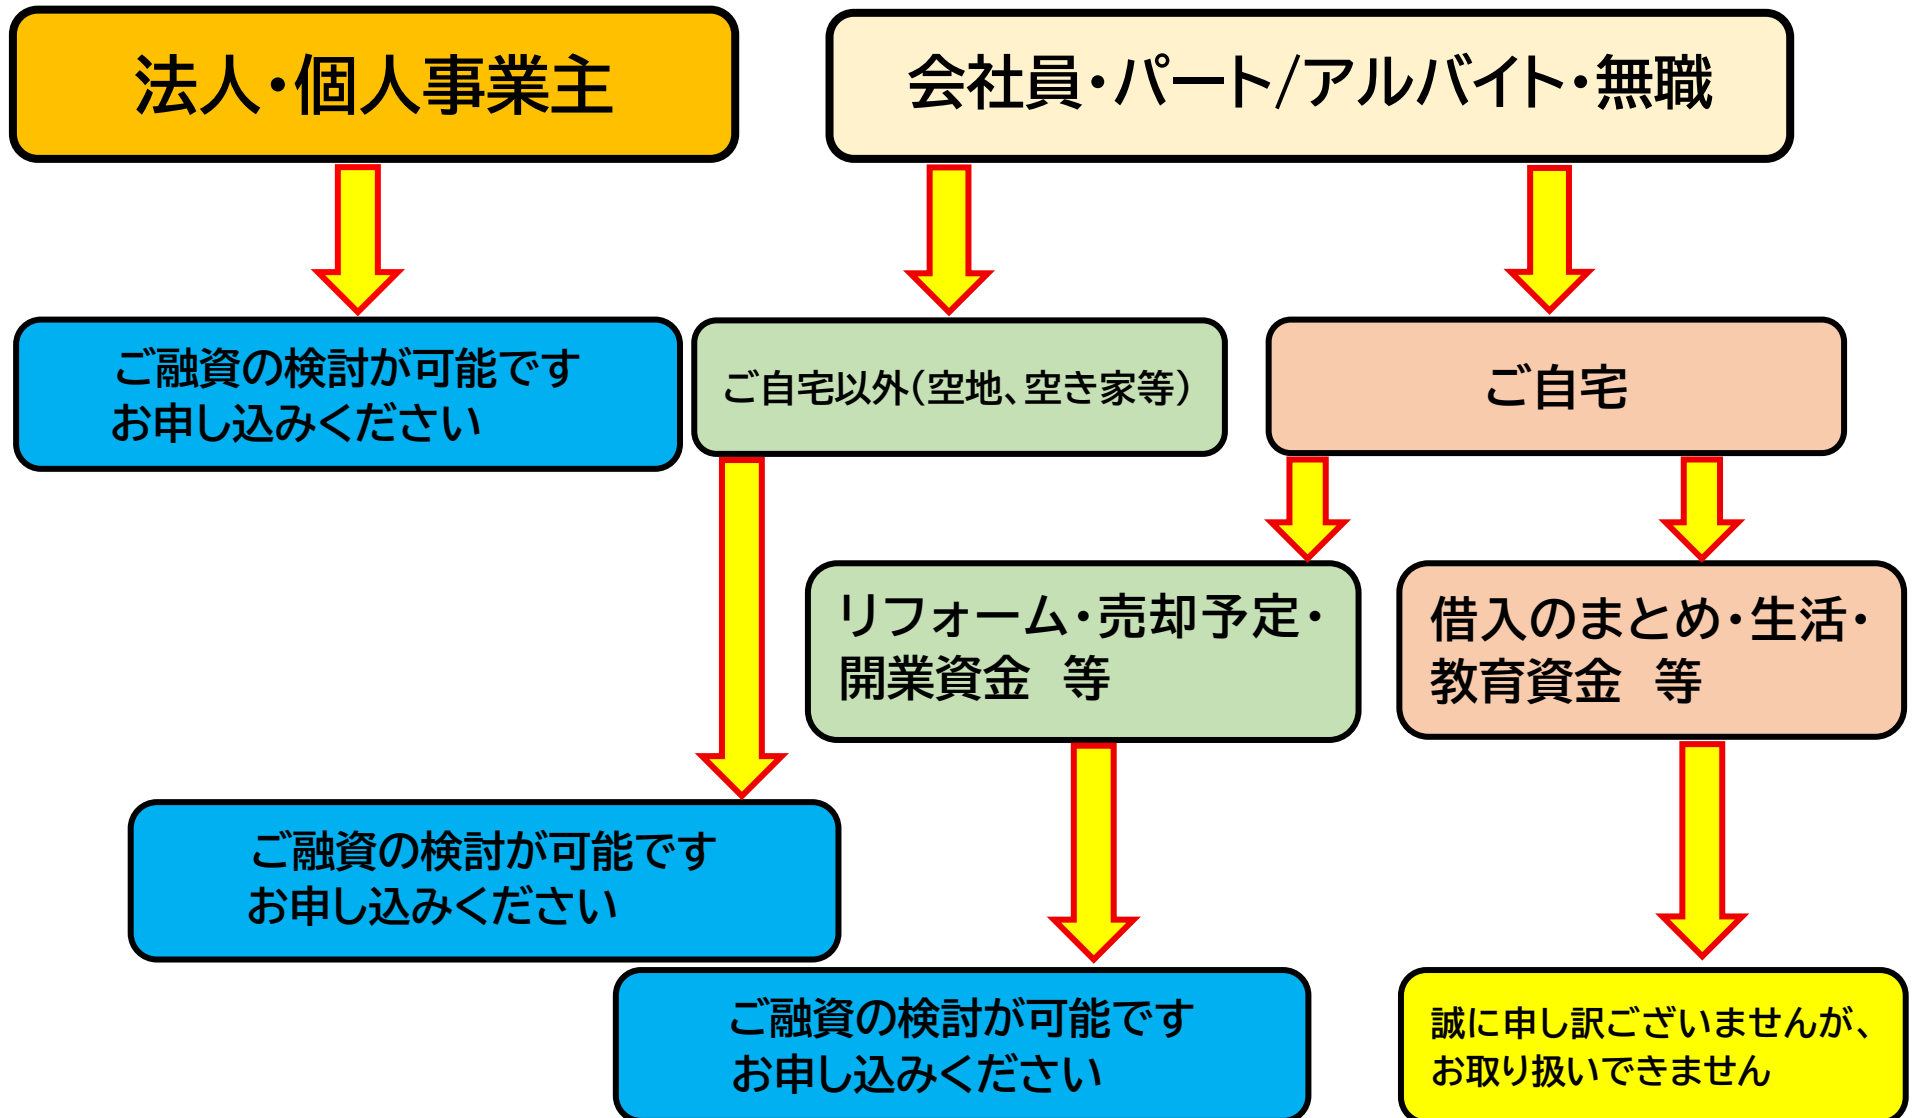 法人・個人事業主
会社員・パート/アルバイト・無職
ご融資の検討が可能です
お申し込みください
ご自宅以外(空地、空き家等)
ご自宅
リフォーム・売却予定・
開業資金　等
借入のまとめ・生活・
教育資金　等
ご融資の検討が可能です
お申し込みください
ご融資の検討が可能です
お申し込みください
誠に申し訳ございませんが、
お取り扱いできません